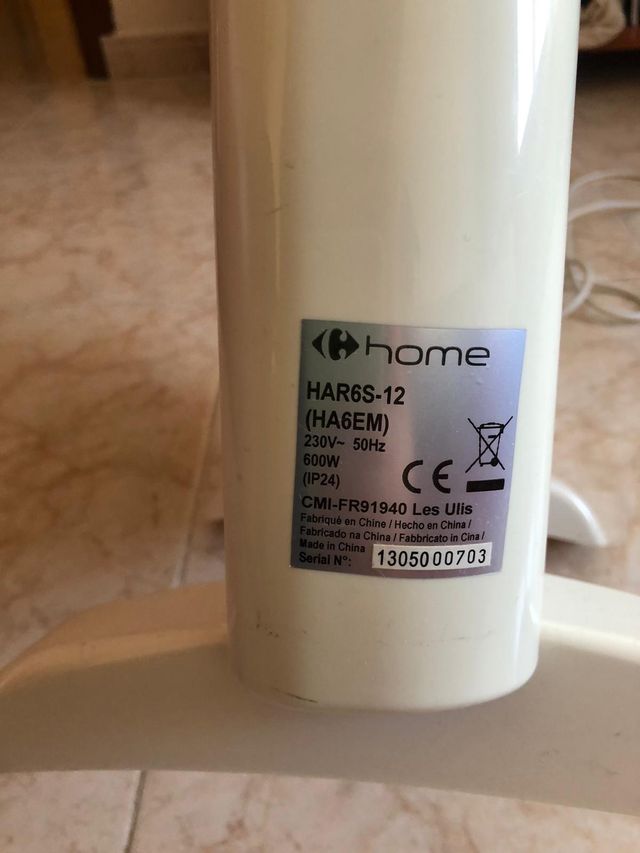 home
HAR6S-12
(HA6EM)
230V~ 50Hz
600W
(IP24)
CE
CMI-FR91940 Les Ulis
Fabriqué en Chine / Hecho en China /
Fabricado na China / Fabbricato in Cina /
Made in China
Serial N°: 1305000703